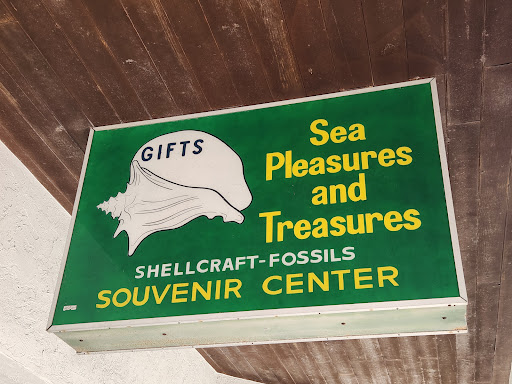 GIFTS
Sea
Pleasures
and
Treasures
SHELLCRAFT-FOSSILS
SOUVENIR CENTER